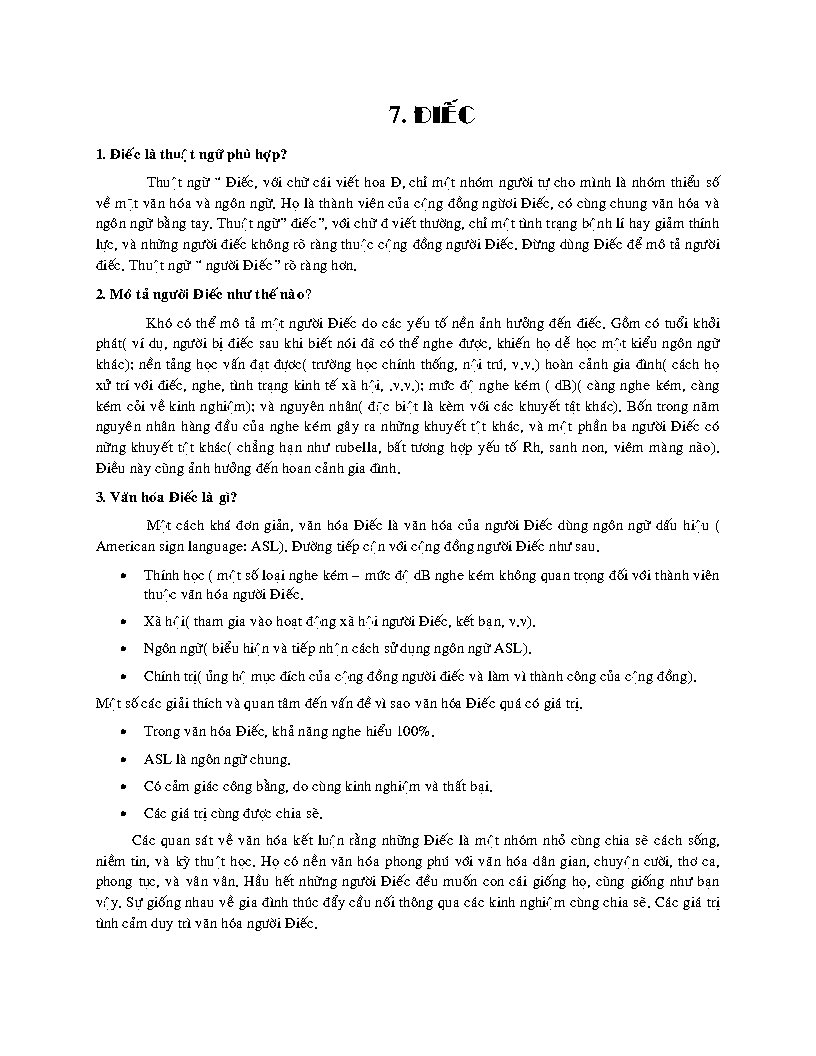 7. ĐIẾC
1. Điếc là thuật ngữ phù hợp?
Thuật ngữ " Điếc, với chữ cái viết hoa Đ, chỉ một nhóm người tự cho mình là nhóm thiểu số
về mặt văn hóa và ngôn ngữ. Họ là thành viên của cộng đồng người Điếc, có cùng chung văn hóa và
ngôn ngữ bằng tay. Thuật ngữ" điếc", với chữ đ viết thường, chỉ một tình trạng bệnh lí hay giảm thính
lực, và những người điếc không rõ ràng thuộc cộng đồng người Điếc. Đừng dùng Điếc để mô tả người
điếc. Thuật ngữ " người Điếc" rõ ràng hơn.
2. Mô tả người Điếc như thế nào?
Khó có thể mô tả một người Điếc do các yếu tố nền ảnh hưởng đến điếc. Gồm có tuổi khởi
phát( ví dụ, người bị điếc sau khi biết nói đã có thể nghe được, khiến họ dễ học một kiểu ngôn ngữ
khác); nền tảng học vấn đạt được( trường học chính thống, nội trú, v.v.) hoàn cảnh gia đình( cách họ
xử trí với điếc, nghe, tình trạng kinh tế xã hội, .v.v.); mức độ nghe kém ( dB)( càng nghe kém, càng
kém cỏi về kinh nghiệm); và nguyên nhân( đặc biệt là kèm với các khuyết tât khác). Bốn trong năm
nguyên nhân hàng đầu của nghe kém gây ra những khuyết tật khác, và một phần ba người Điếc có
nững khuyết tật khác( chẳng hạn như rubella, bất tương hợp yếu tố Rh, sanh non, viêm màng não).
Điều này cũng ảnh hưởng đến hoan cảnh gia đình.
3. Văn hóa Điếc là gì?
Một cách khá đơn giản, văn hóa Điếc là văn hóa của người Điếc dùng ngôn ngữ dấu hiệu (
American sign language: ASL). Đường tiếp cận với cộng đồng người Điếc như sau.
• Thính học ( một số loại nghe kém – mức độ dB nghe kém không quan trọng đối với thành viên
thuộc văn hóa người Điếc.
• Xã hội( tham gia vào hoạt động xã hội người Điếc, kết bạn, v.v).
• Ngôn ngữ( biểu hiện và tiếp nhận cách sử dụng ngôn ngữ ASL).
• Chính trị( ủng hộ mục đích của cộng đồng người điếc và làm vì thành công của cộng đồng).
Một số các giải thích và quan tâm đến vấn đề vì sao văn hóa Điếc quá có giá trị.
• Trong văn hóa Điếc, khả năng nghe hiểu 100%.
• ASL là ngôn ngữ chung.
• Có cảm giác công bằng, do cùng kinh nghiệm và thất bại.
• Các giá trị cùng được chia sẽ.
Các quan sát về văn hóa kết luận rằng những Điếc là một nhóm nhỏ cùng chia sẽ cách sống,
niềm tin, và kỹ thuật học. Họ có nền văn hóa phong phú với văn hóa dân gian, chuyện cười, thơ ca,
phong tục, và vân vân. Hầu hết những người Điếc đều muốn con cái giống họ, cũng giống như bạn
vậy. Sự giống nhau về gia đình thúc đẩy cầu nối thông qua các kinh nghiệm cùng chia sẽ. Các giá trị
tình cảm duy trì văn hóa người Điếc.